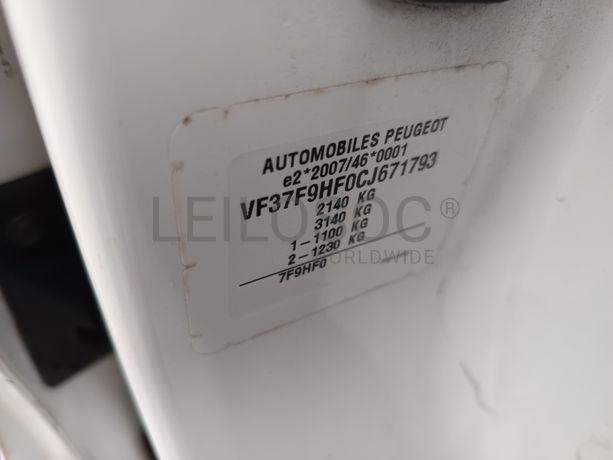 AUTOMOBILES PEUGEOT
e2*2007/46*0001
VF37F9HF0CJ671793
2140 KG
3140 KG
1-1100 KG
2-1230 KG
7F9HF0
LEILOSOC®
WORLDWIDE